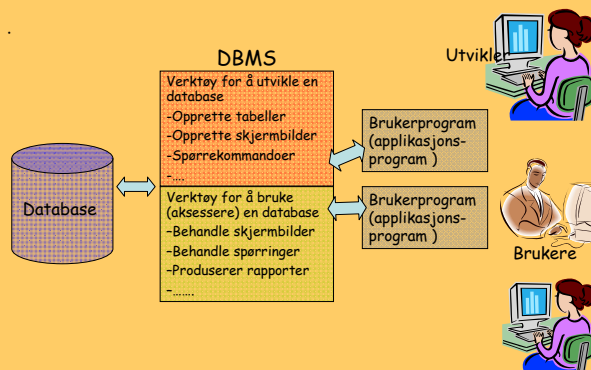 .
DBMS
Utvikler
Verktøy for å utvikle en
database
-Opprette tabeller
-Opprette skjermbilder
-Spørrekommandoer
-….
Verktøy for å bruke
(aksessere) en database
-Behandle skjermbilder
-Behandle spørringer
-Produserer rapporter
-…….
Database
Brukerprogram
(applikasjons-
program )
Brukerprogram
(applikasjons-
program )
Brukere